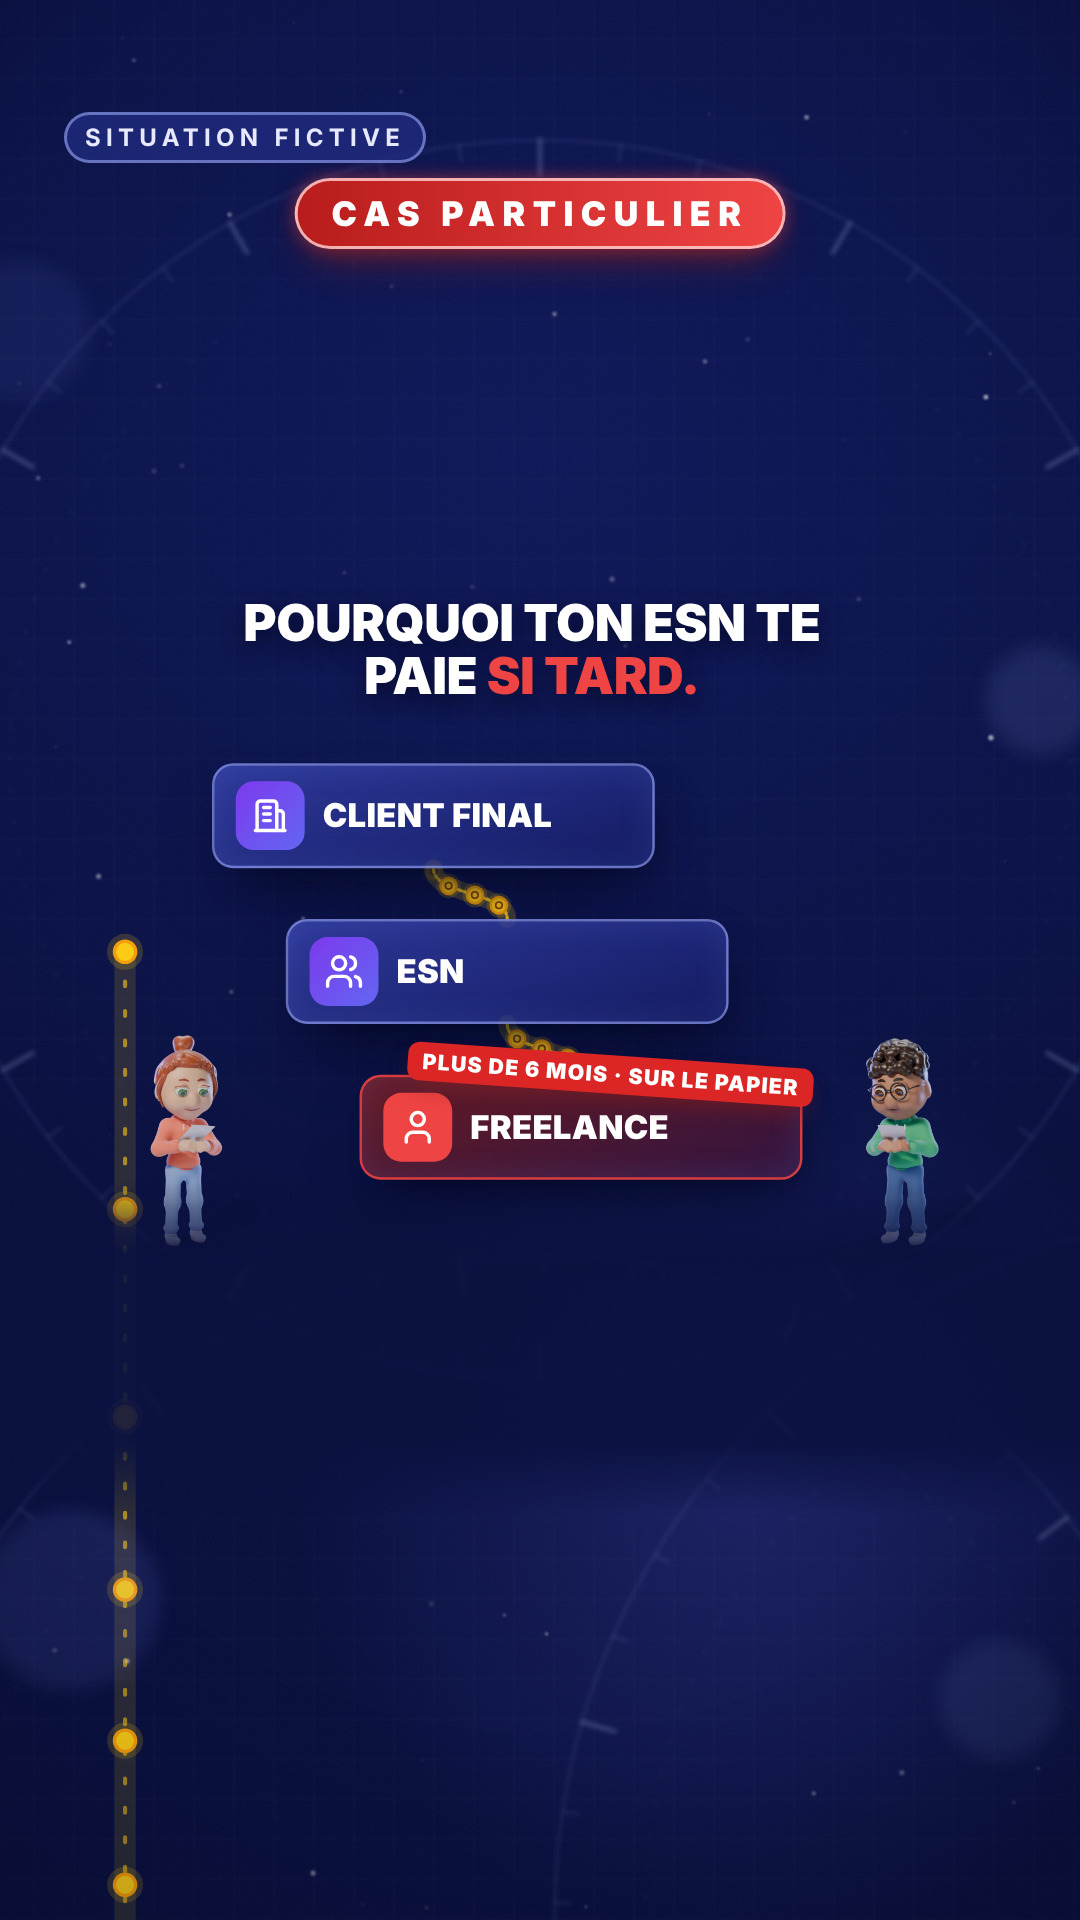 SITUATION FICTIVE
CAS PARTICULIER
POURQUOI TON ESN TE
PAIE SI TARD.
CLIENT FINAL
ESN
PLUS DE 6 MOIS · SUR LE PAPIER
FREELANCE